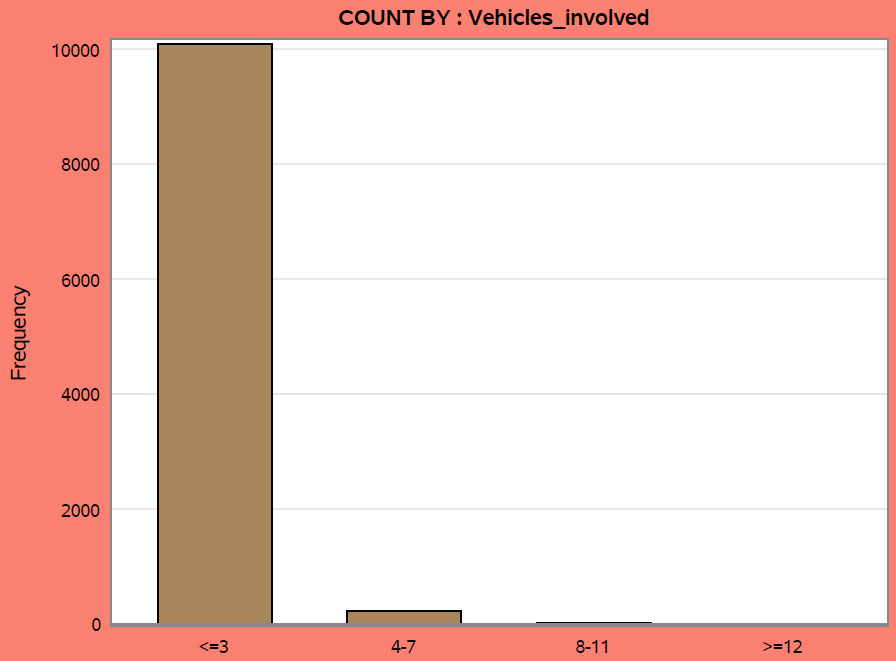 COUNT BY : Vehicles_involved
Frequency
10000
8000
6000
4000
2000
0
<=3 4-7 8-11 >=12